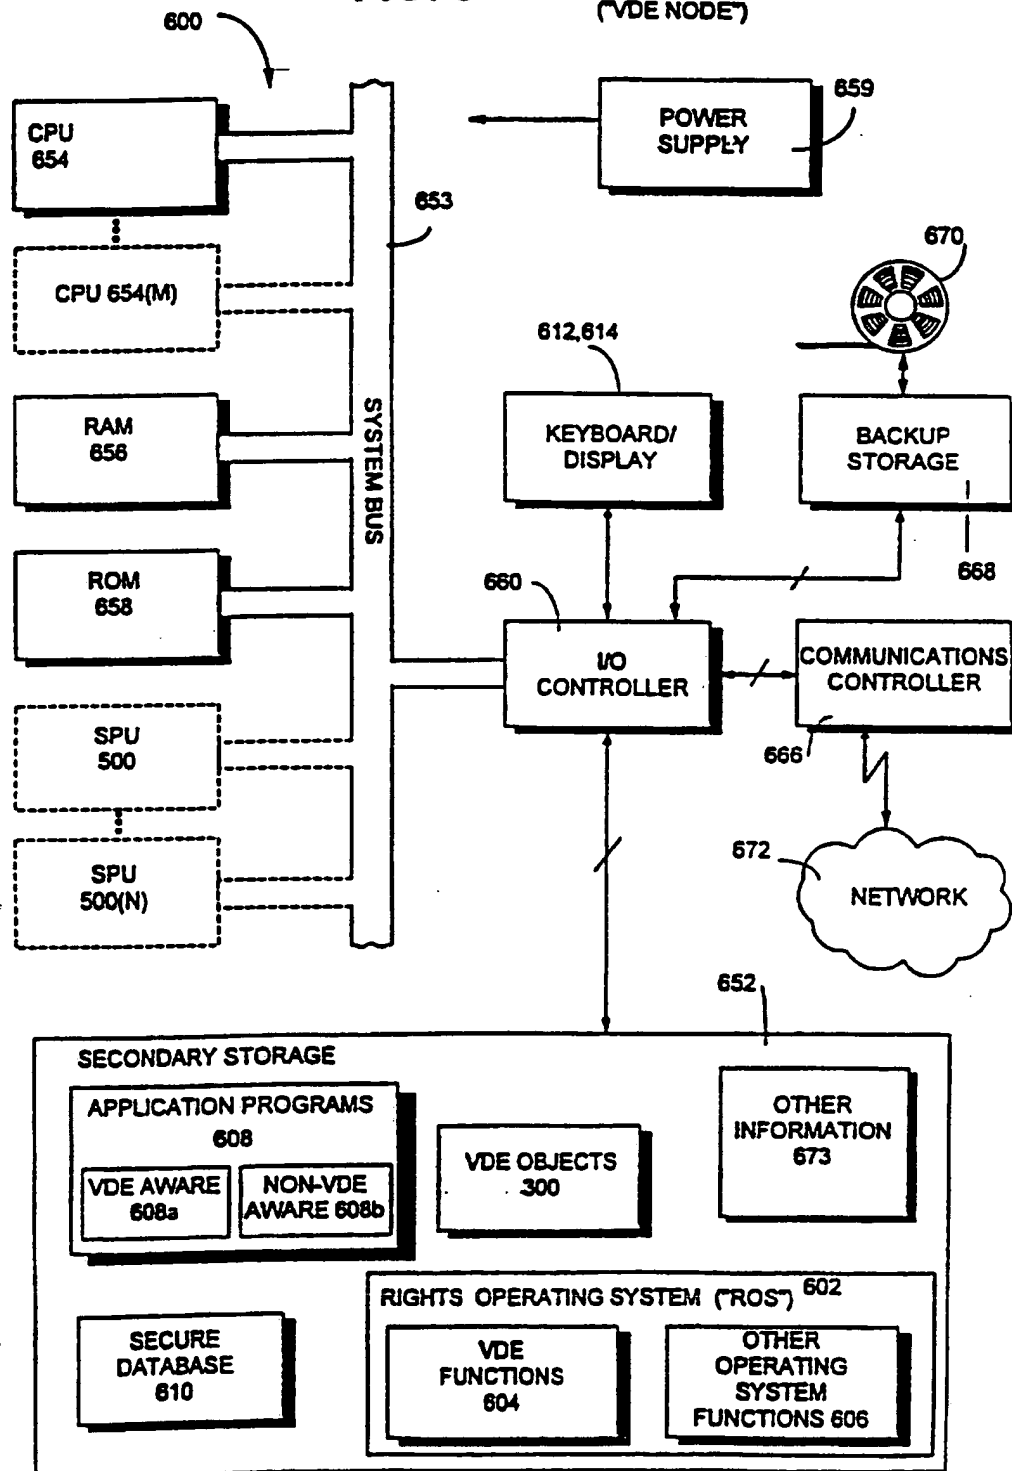 ("VDE NODE")
600
659
POWER
SUPPLY
CPU
654
653
670
CPU 654(M)
612,614
SYSTEM BUS
KEYBOARD/
DISPLAY
BACKUP
STORAGE
RAM
656
668
ROM
658
660
I/O
CONTROLLER
COMMUNICATIONS
CONTROLLER
666
SPU
500
672
NETWORK
SPU
500(N)
652
SECONDARY STORAGE
APPLICATION PROGRAMS
608
VDE AWARE
608a
NON-VDE
AWARE 608b
VDE OBJECTS
300
OTHER
INFORMATION
673
RIGHTS OPERATING SYSTEM ("ROS") 602
SECURE
DATABASE
610
VDE
FUNCTIONS
604
OTHER
OPERATING
SYSTEM
FUNCTIONS 606